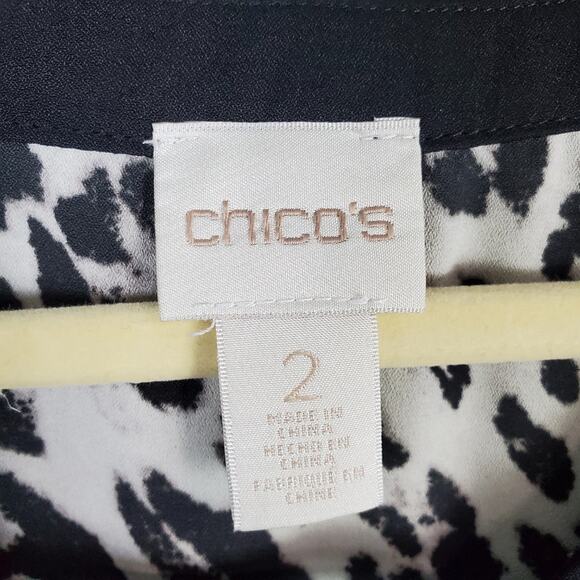 chico's
2
MADE IN
CHINA
HECHO EN
CHINA
FABRIQUÉ EN
CHINE